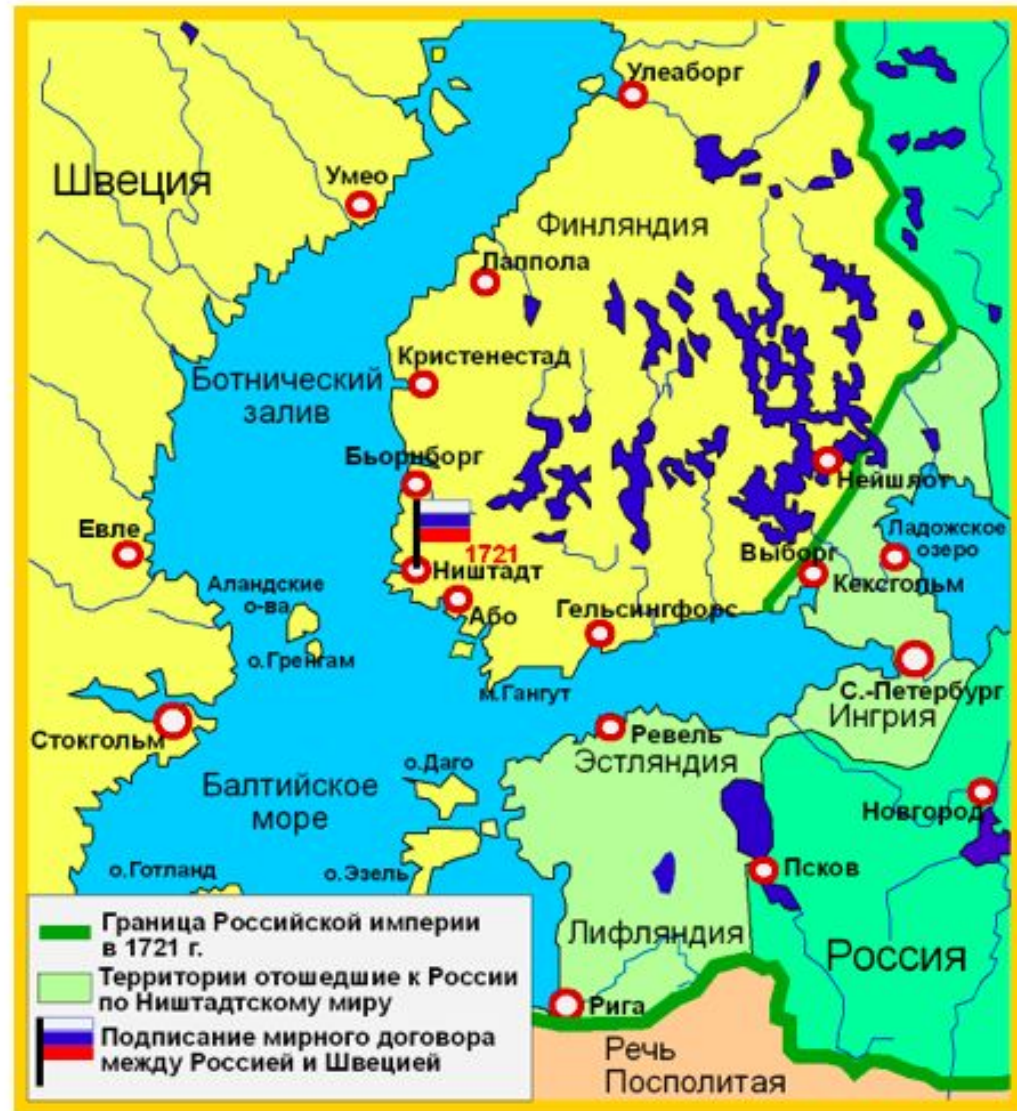 Улеаборг
Швеция
Умео
Финляндия
Лаппола
Кристенестад
Ботнический
залив
Бьорнборг
Нейшлот
Евле
1721
Ништадт
Выборг
Ладожское
озеро
Кексгольм
Аландские
о-ва
Або
Гельсингфорс
о.Гренгам
м.Гангут
С.-Петербург
Ингрия
Стокгольм
Ревель
Эстляндия
о.Даго
Балтийское
море
Новгород
о.Готланд
о.Эзель
Псков
Лифляндия
Россия
Рига
Речь
Посполитая
Граница Российской империи
в 1721 г.
Территории отошедшие к России
по Ништадтскому миру
Подписание мирного договора
между Россией и Швецией